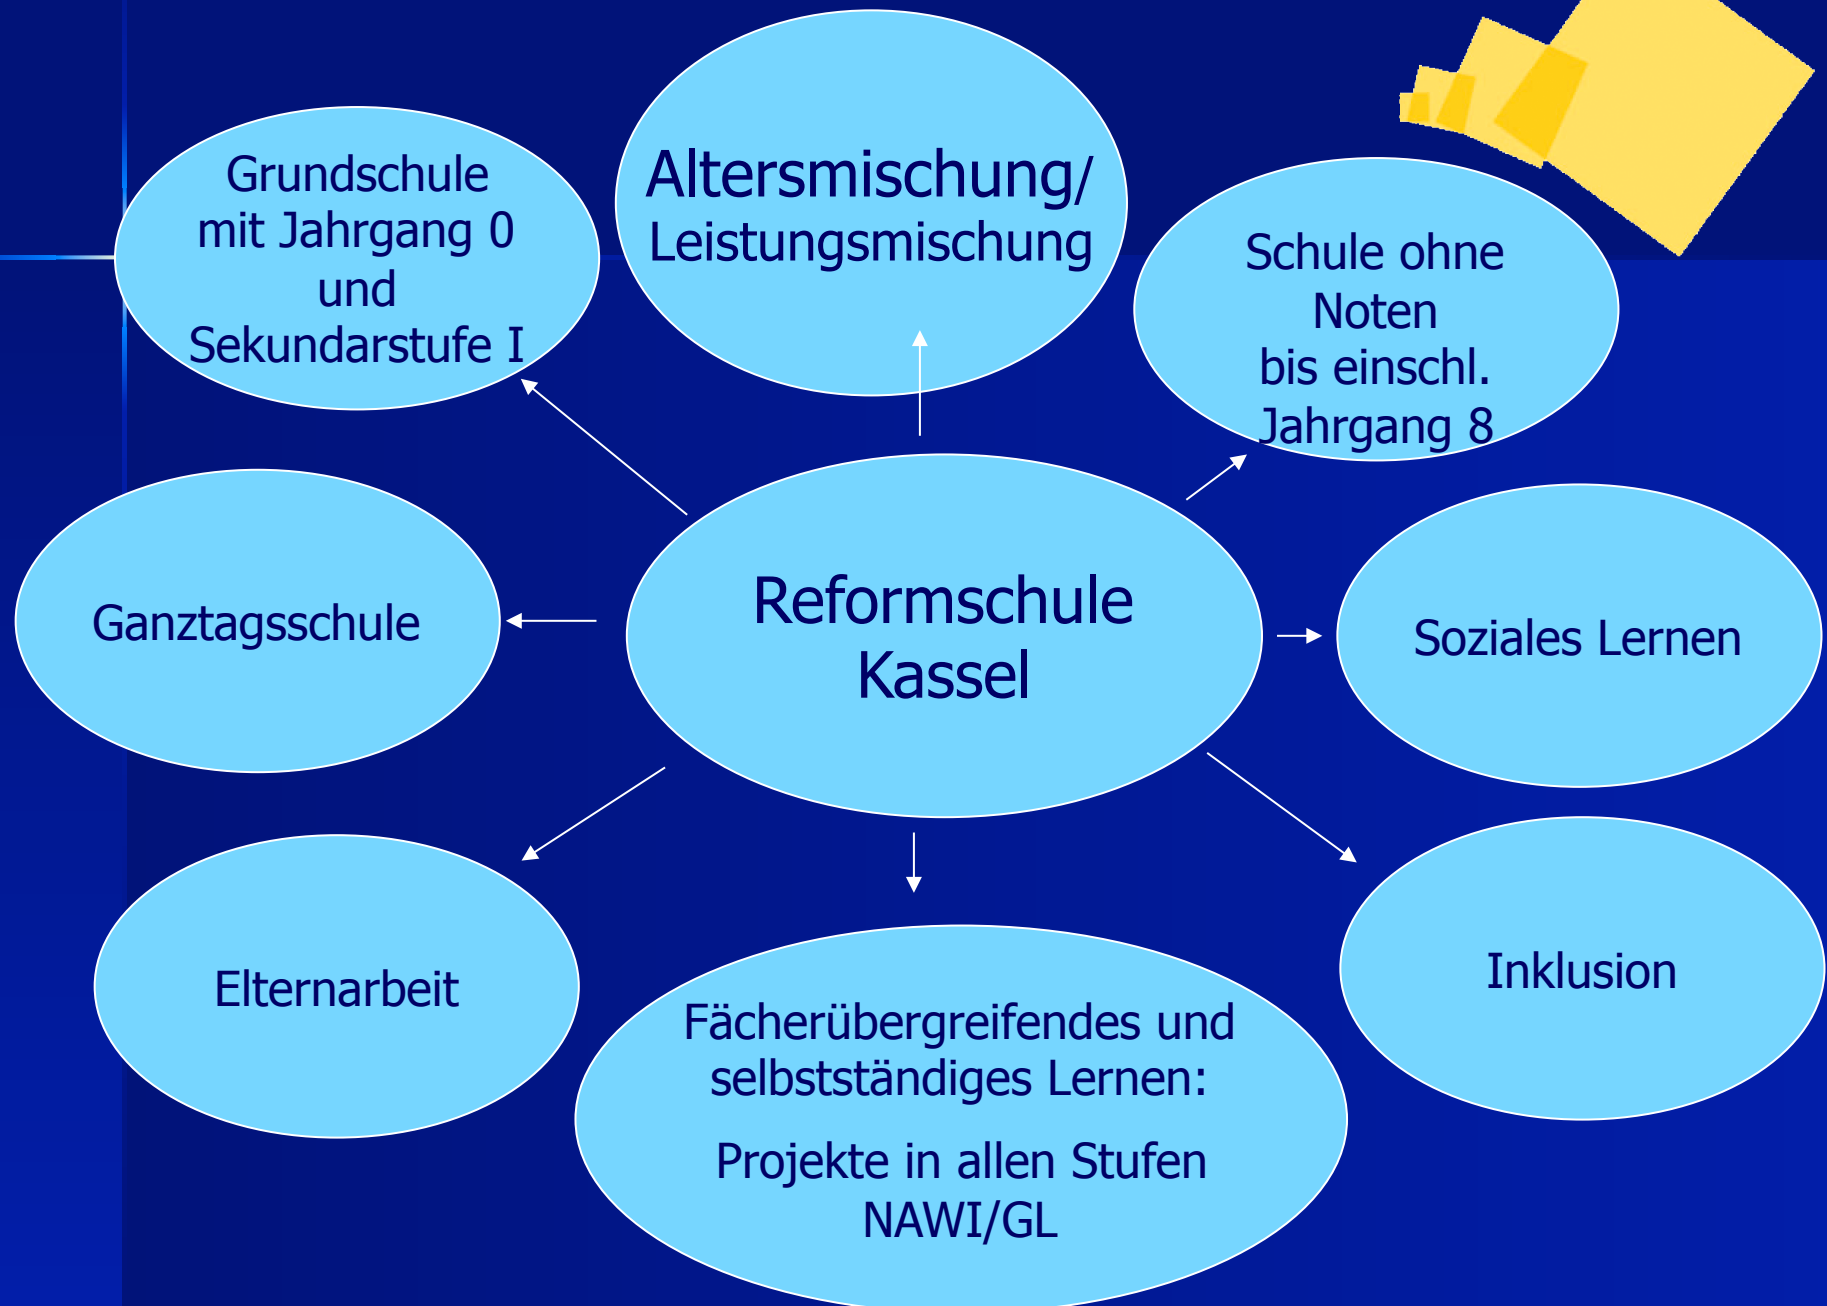 Grundschule
mit Jahrgang 0
und
Sekundarstufe I
Altersmischung/
Leistungsmischung
Schule ohne
Noten
bis einschl.
Jahrgang 8
Ganztagsschule
Reformschule
Kassel
Soziales Lernen
Elternarbeit
Fächerübergreifendes und
selbstständiges Lernen:
Projekte in allen Stufen
NAWI/GL
Inklusion